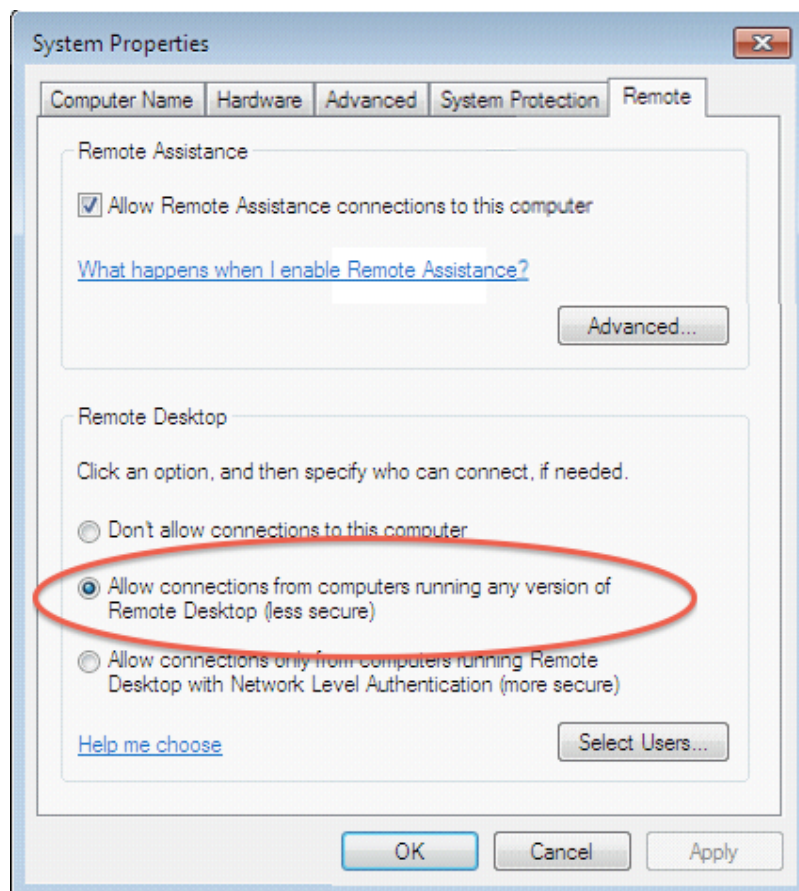 System Properties
Computer Name Hardware Advanced System Protection Remote
Remote Assistance
Allow Remote Assistance connections to this computer
What happens when I enable Remote Assistance?
Advanced...
Remote Desktop
Click an option, and then specify who can connect, if needed.
Don't allow connections to this computer
Allow connections from computers running any version of
Remote Desktop (less secure)
Allow connections only from computers running Remote
Desktop with Network Level Authentication (more secure)
Help me choose
Select Users...
OK Cancel Apply